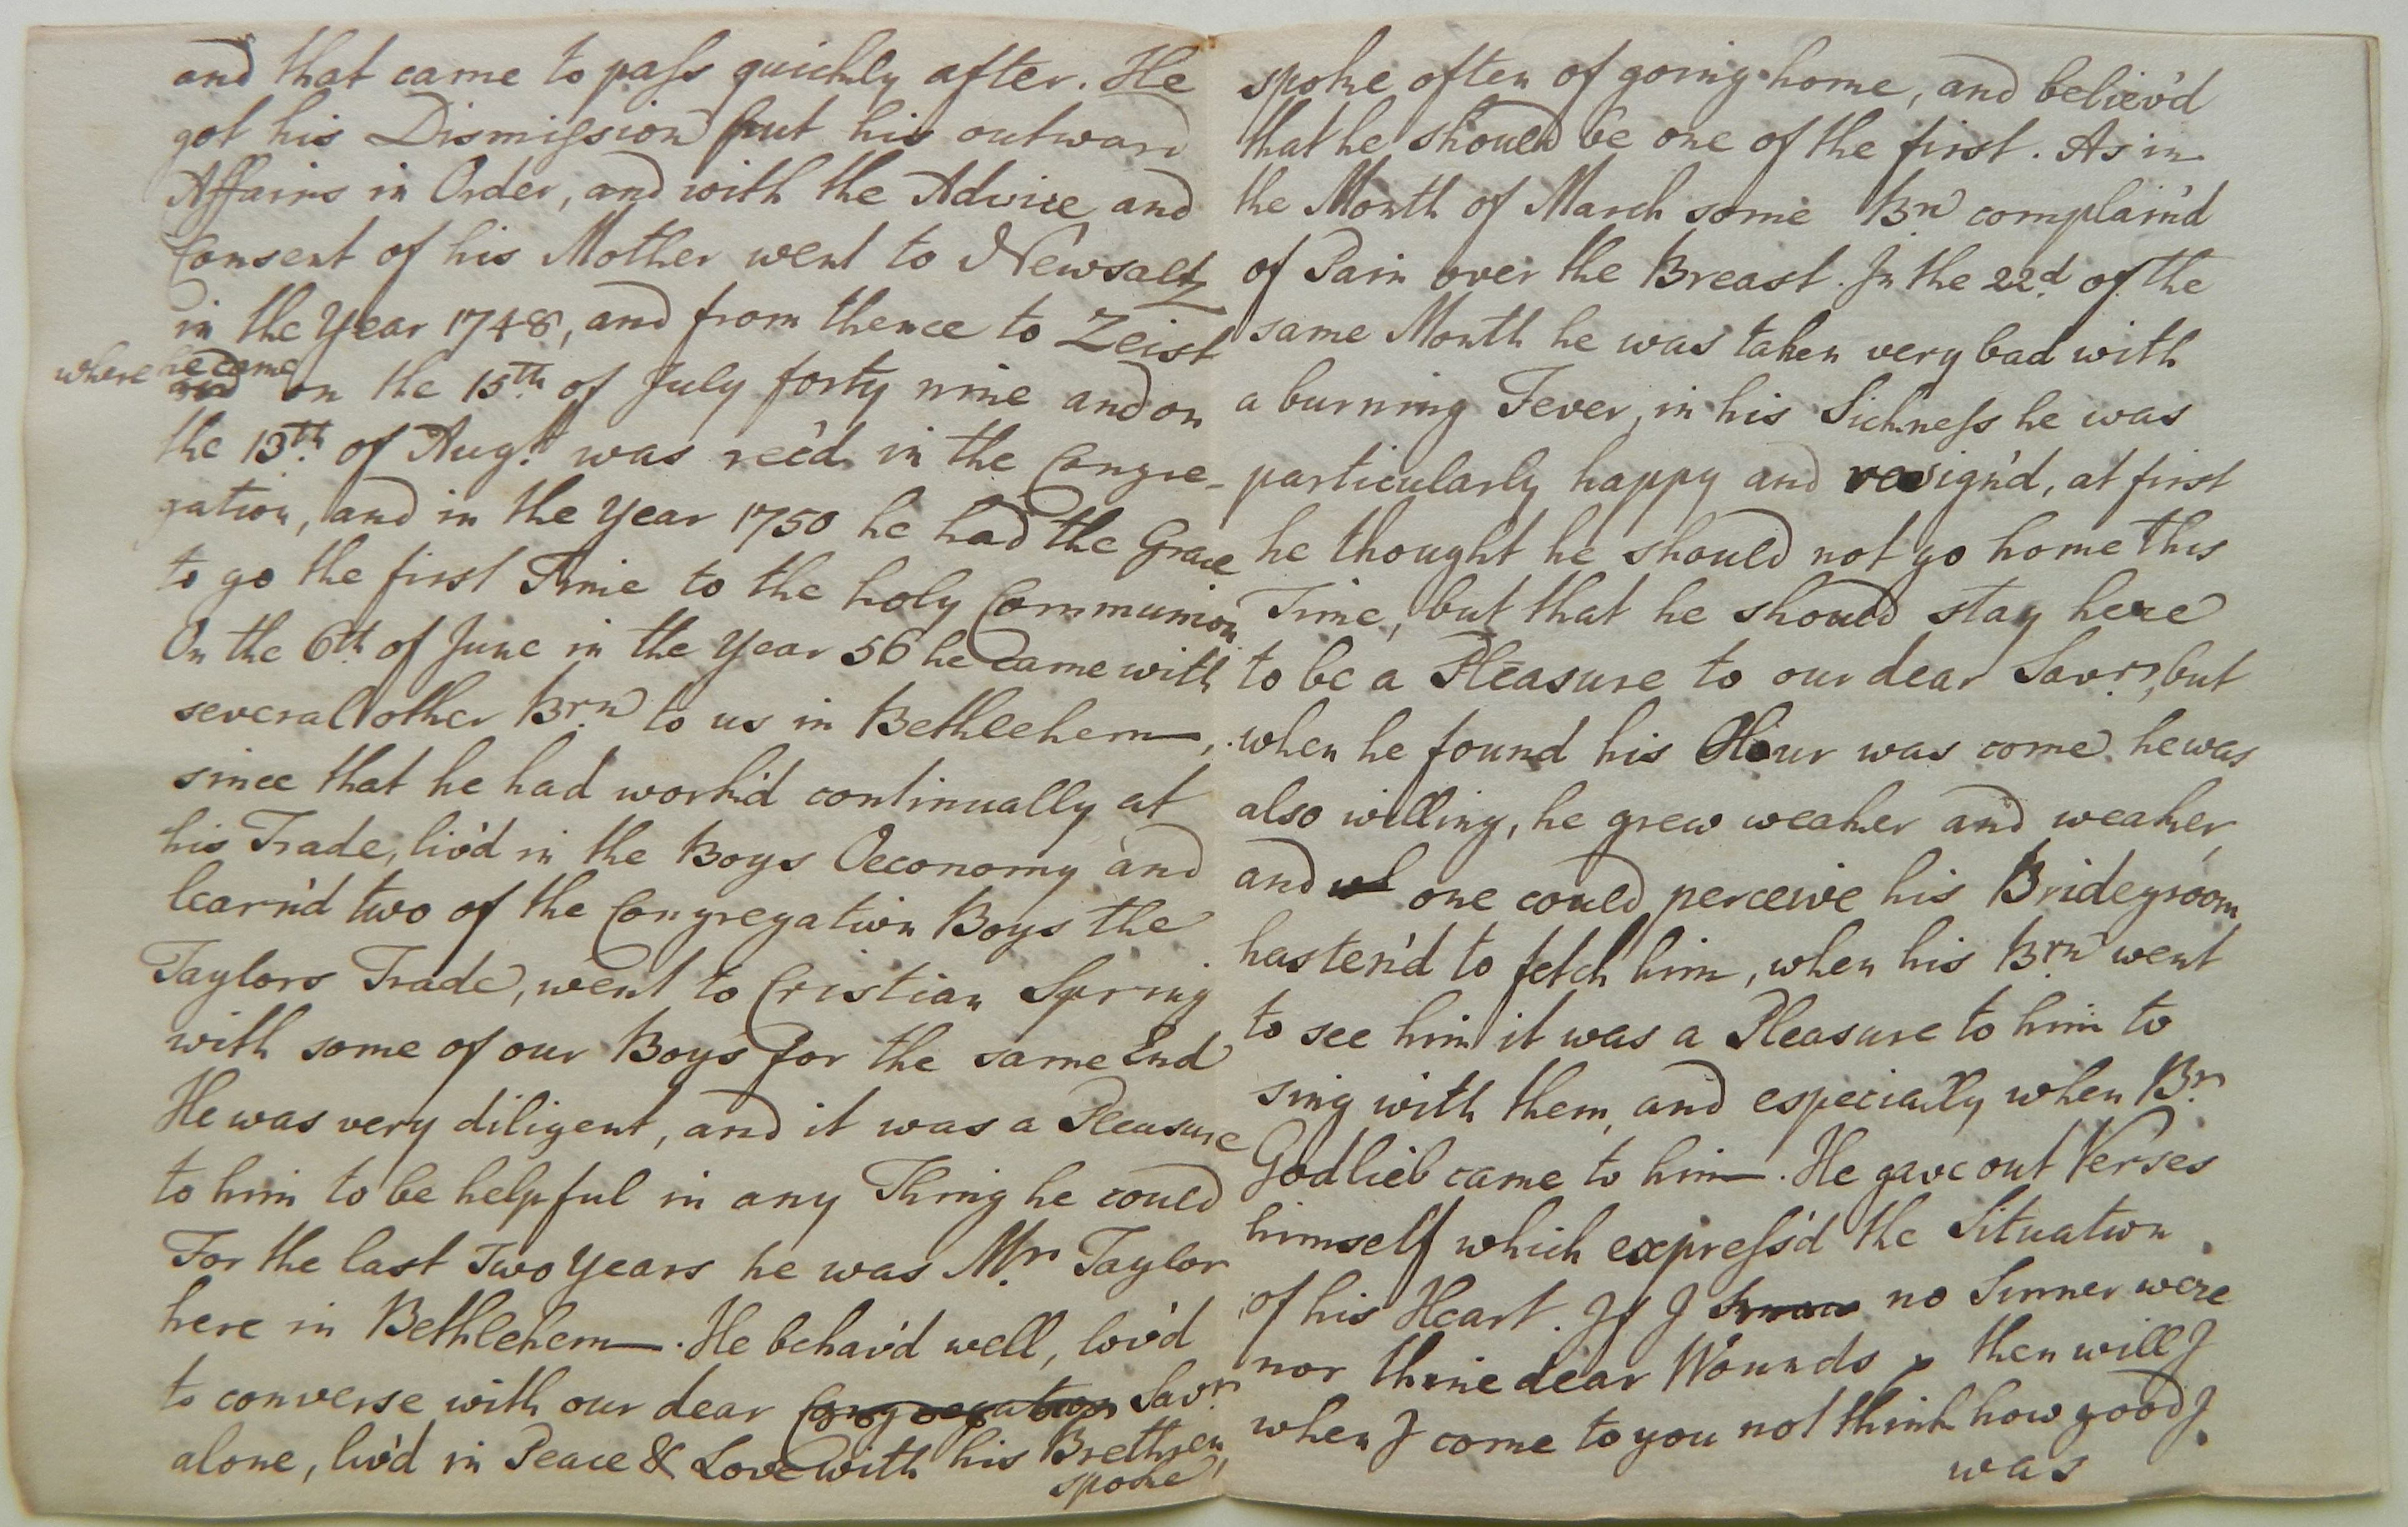 and that came to pass quickly after. He
got his Dismission put his outward
Affairs in Order, and with the Advice and
Consent of his Mother went to Newsaltz
in the Year 1748, and from thence to Zeist
where he came
and on the 15th of July forty nine and on
the 13th of Augt was rec'd in the Congre-
gation, and in the Year 1750 he had the Grace
to go the first Time to the holy Communion
On the 6th of June in the Year 56 he came with
several other Brn to us in Bethlehem,
since that he had work'd continually at
his Trade, liv'd in the Boys Oeconomy and
learn'd two of the Congregation Boys the
Taylors Trade, went to Cristian Spring
with some of our Boys for the same End
He was very diligent, and it was a Pleasure
to him to be helpful in any Thing he could
For the last Two Years he was Mr Taylor
here in Bethlehem. He behav'd well, lov'd
to converse with our dear Congregation Savr
alone, liv'd in Peace & Love with his Brethren,
spoke
spoke often of going home, and believ'd
that he should be one of the first. As in
the Month of March some Brn complain'd
of Pain over the Breast. In the 22d of the
same Month he was taken very bad with
a burning Fever, in his Sickness he was
particularly happy and resign'd, at first
he thought he should not go home this
Time, but that he should stay here
to be a Pleasure to our dear Savr, but
when he found his Hour was come he was
also willing, he grew weaker and weaker,
and wh one could perceive his Bridegroom
hasten'd to fetch him, when his Brn went
to see him it was a Pleasure to him to
sing with them, and especially when Br
Godlieb came to him. He gave out Verses
himself which express'd the Situation
of his Heart. If I no Sinner were
nor thine dear Wounds then will I
when I come to you not think how good I
was